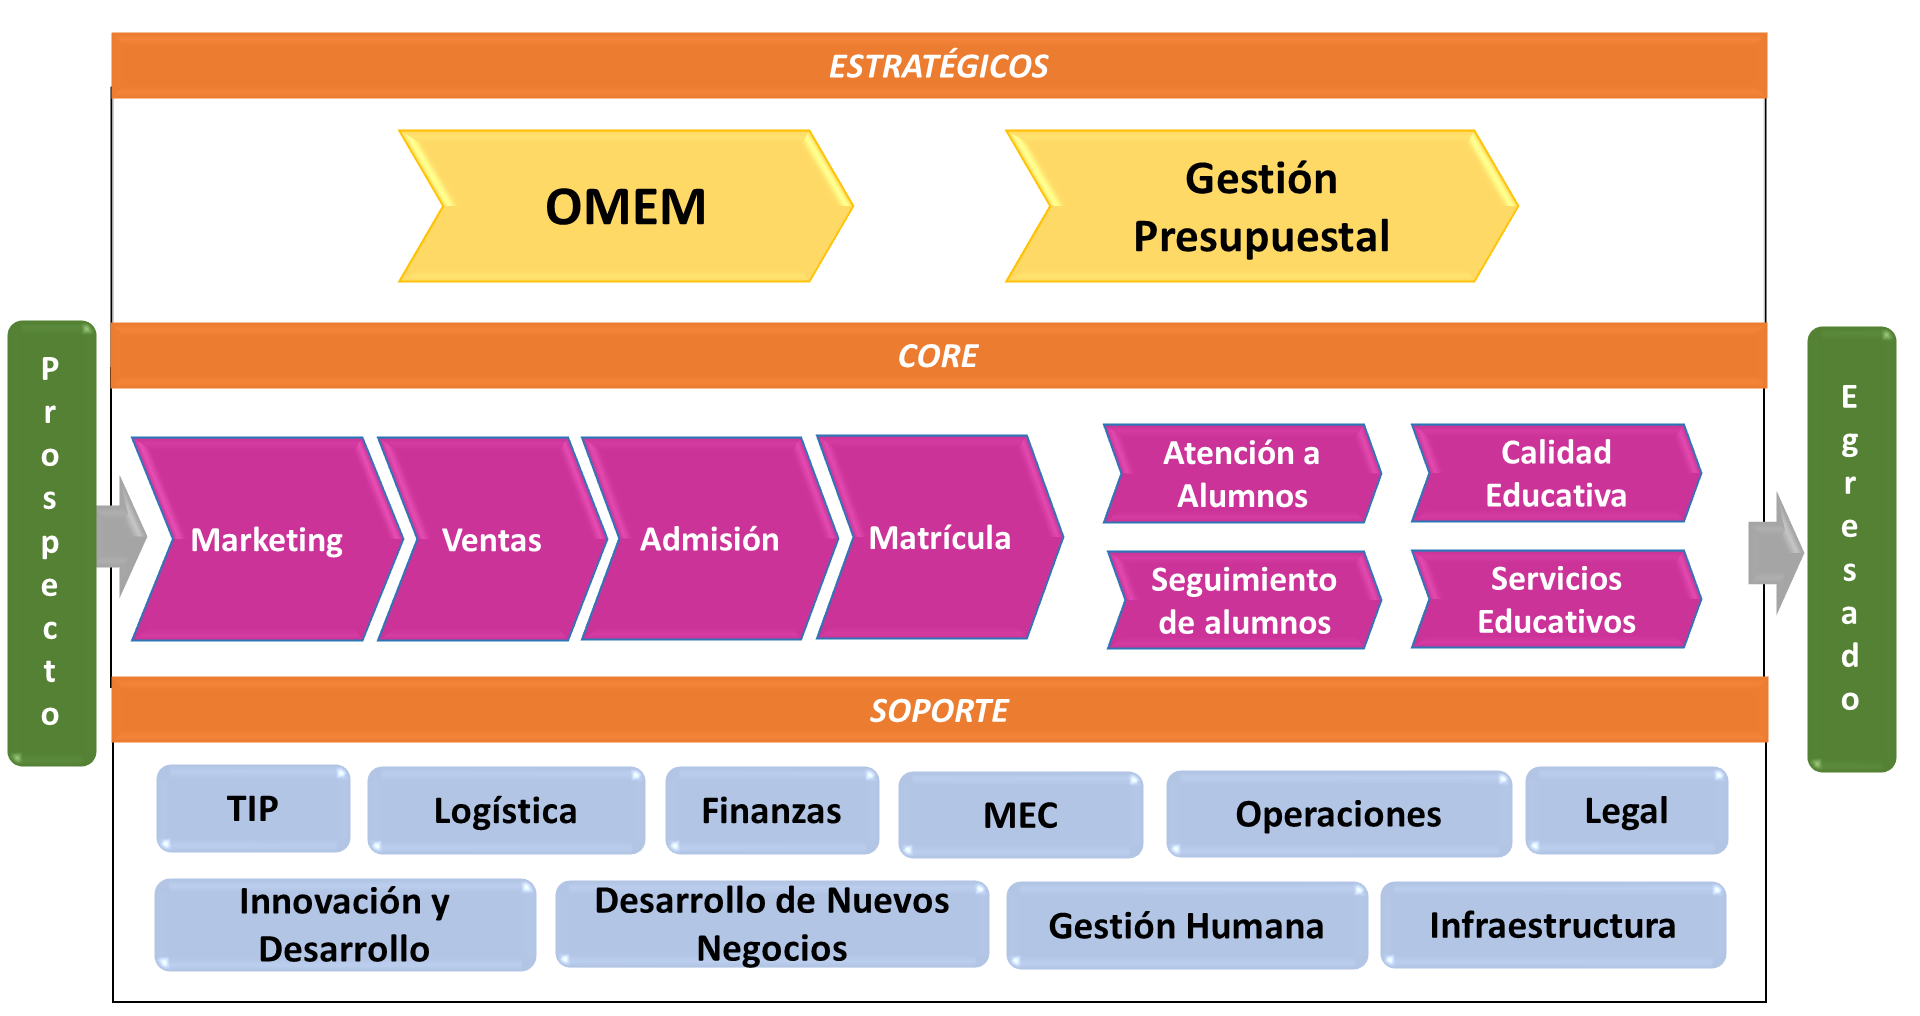 ESTRATÉGICOS
OMEM
Gestión
Presupuestal
Prospecto
CORE
Marketing
Ventas
Admisión
Matrícula
Atención a
Alumnos
Calidad
Educativa
Seguimiento
de alumnos
Servicios
Educativos
Egresado
SOPORTE
TIP
Logística
Finanzas
MEC
Operaciones
Legal
Innovación y
Desarrollo
Desarrollo de Nuevos
Negocios
Gestión Humana
Infraestructura